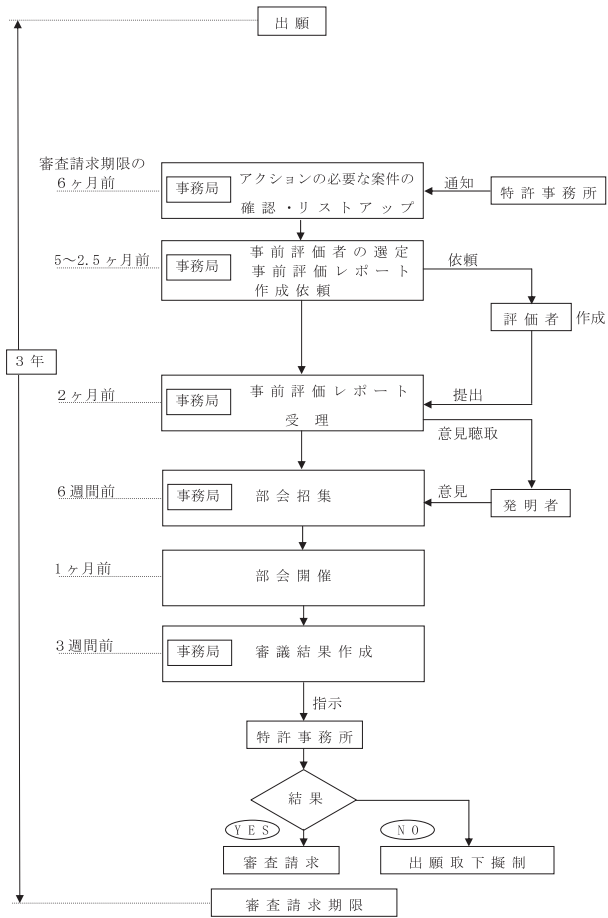 出願
審査請求期限の
6ヶ月前
事務局
アクションの必要な案件の
確認・リストアップ
通知
特許事務所
5～2.5ヶ月前
事務局
事前評価者の選定
事前評価レポート
作成依頼
依頼
評価者
作成
3年
2ヶ月前
事務局
事前評価レポート
受理
提出
意見聴取
6週間前
事務局
部会招集
意見
発明者
1ヶ月前
部会開催
3週間前
事務局
審議結果作成
指示
特許事務所
結果
YES
NO
審査請求
出願取下擬制
審査請求期限